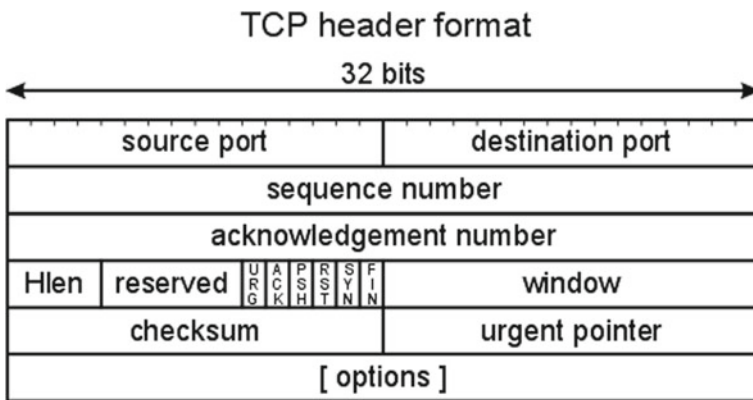 TCP header format
32 bits
source port destination port
sequence number
acknowledgement number
Hlen reserved URG ACK PSH RST SYN FIN window
checksum urgent pointer
[ options ]